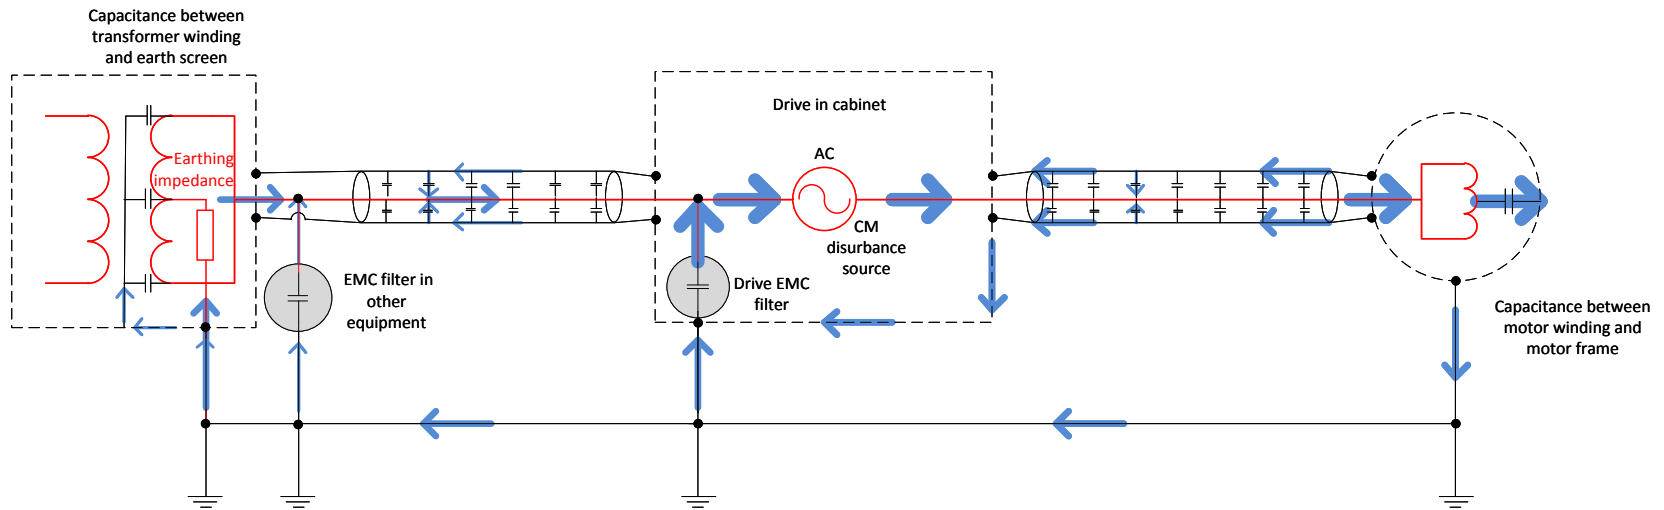 Capacitance between
transformer winding
and earth screen
Earthing
impedance
EMC filter in
other
equipment
Drive in cabinet
AC
CM
disurbance
source
Drive EMC
filter
Capacitance between
motor winding and
motor frame